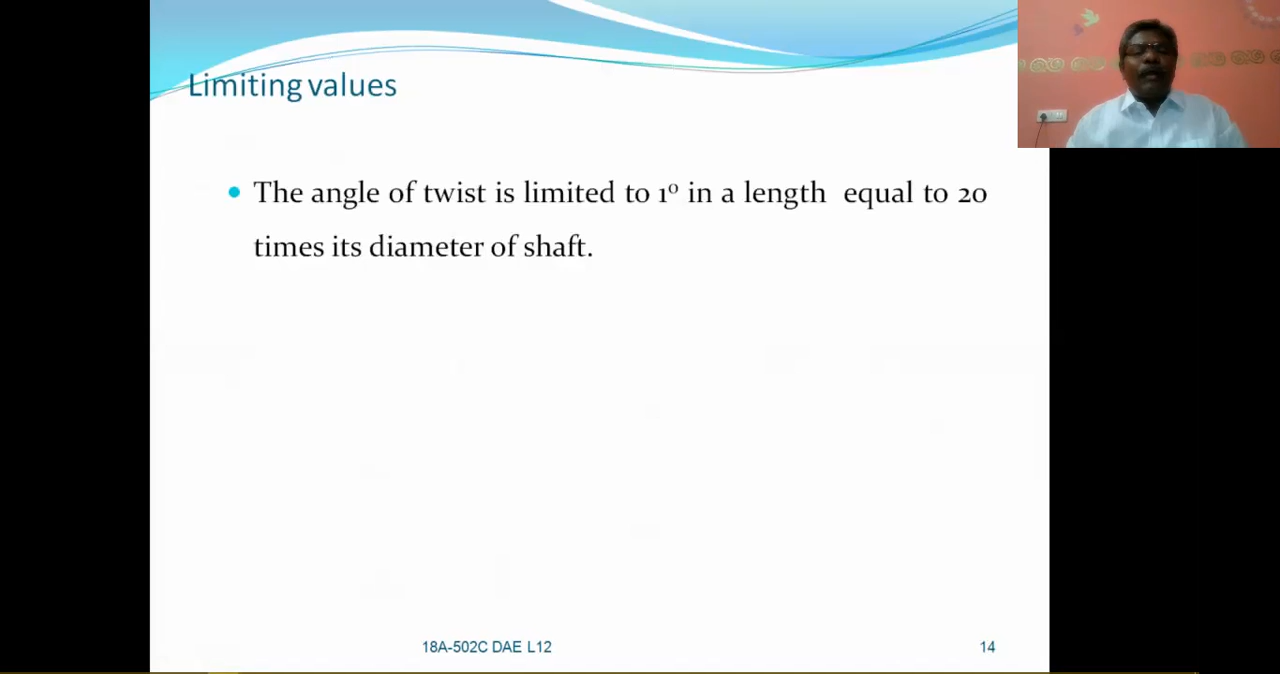 Limiting values
• The angle of twist is limited to 1⁰ in a length equal to 20
times its diameter of shaft.
18A-502C DAE L12
14